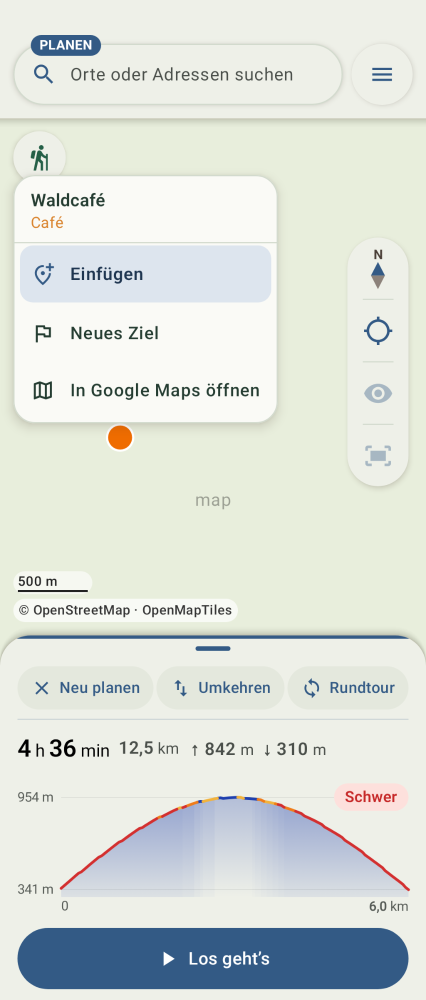 PLANEN
Orte oder Adressen suchen
Waldcafé
Café
N
Einfügen
Neues Ziel
In Google Maps öffnen
map
500 m
© OpenStreetMap · OpenMapTiles
Neu planen Umkehren Rundtour
4 h 36 min 12,5 km ↑ 842 m ↓ 310 m
954 m Schwer
341 m
0 6,0 km
Los geht’s